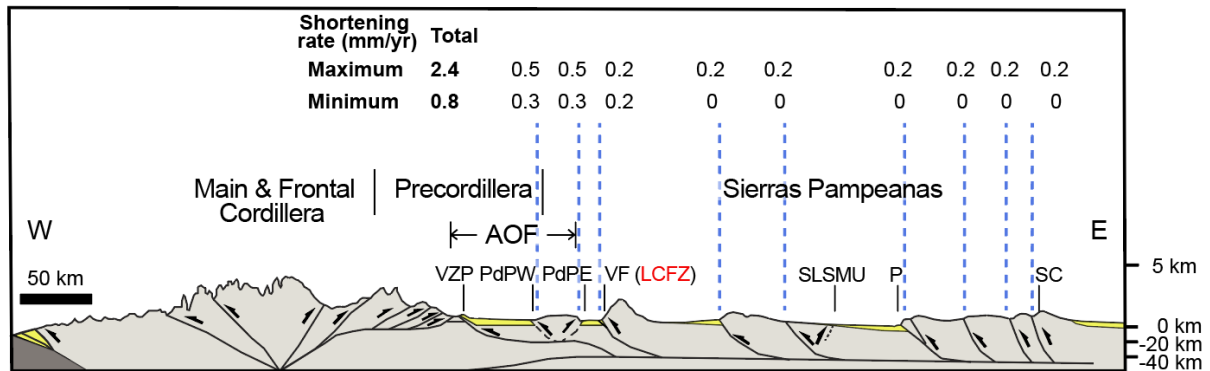 Shortening
rate (mm/yr) Total
Maximum 2.4 0.5 0.5 0.2 0.2 0.2 0.2 0.2 0.2 0.2
Minimum 0.8 0.3 0.3 0.2 0 0 0 0 0 0
Main & Frontal
Cordillera
Precordillera
Sierras Pampeanas
W
AOF
E
50 km
VZP PdPW PdPE VF (LCFZ) SLSMU P SC
5 km
0 km
-20 km
-40 km